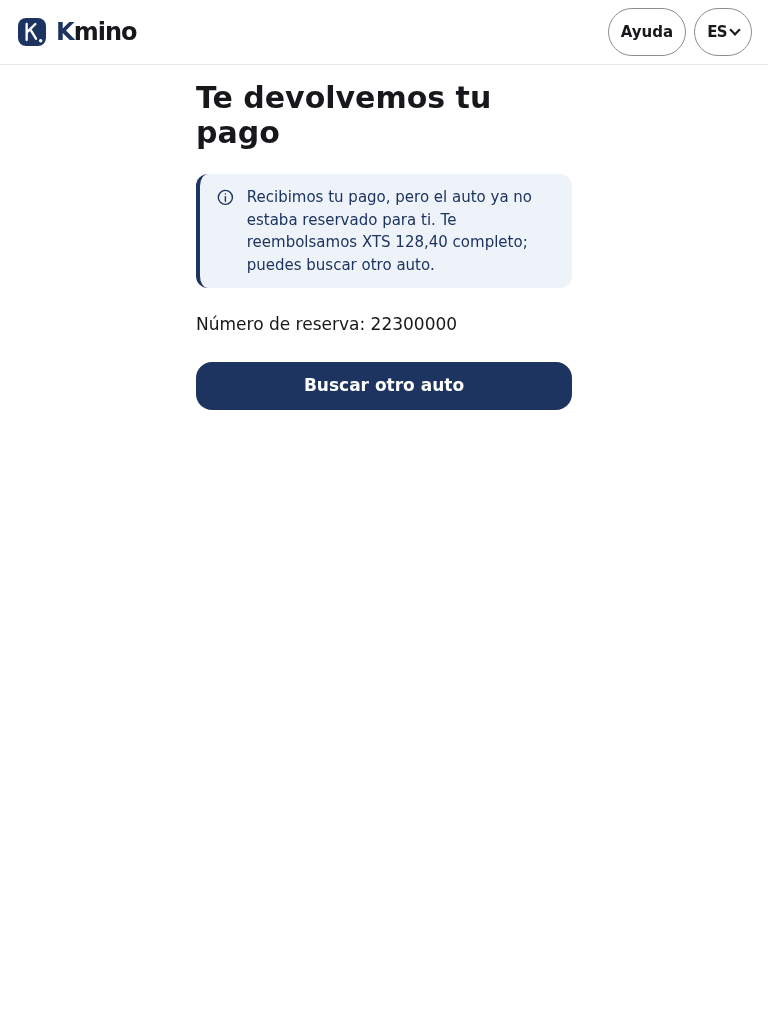 K. Kmino
Ayuda
ES
Te devolvemos tu
pago
Recibimos tu pago, pero el auto ya no
estaba reservado para ti. Te
reembolsamos XTS 128,40 completo;
puedes buscar otro auto.
Número de reserva: 22300000
Buscar otro auto